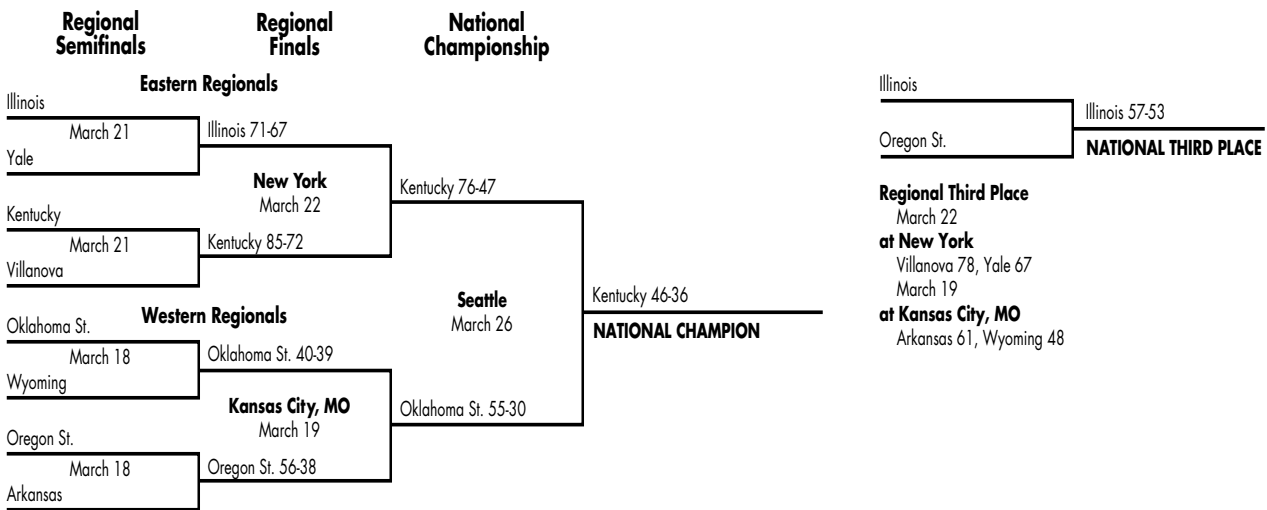 Regional
Semifinals
Regional
Finals
National
Championship
Eastern Regionals
Illinois
March 21
Yale
Illinois 71-67
New York
March 22
Kentucky
March 21
Villanova
Kentucky 85-72
Kentucky 76-47
Western Regionals
Oklahoma St.
March 18
Wyoming
Oklahoma St. 40-39
Kansas City, MO
March 19
Oregon St.
March 18
Arkansas
Oregon St. 56-38
Oklahoma St. 55-30
Seattle
March 26
Kentucky 46-36
NATIONAL CHAMPION
Illinois
Oregon St.
Illinois 57-53
NATIONAL THIRD PLACE
Regional Third Place
March 22
at New York
Villanova 78, Yale 67
March 19
at Kansas City, MO
Arkansas 61, Wyoming 48